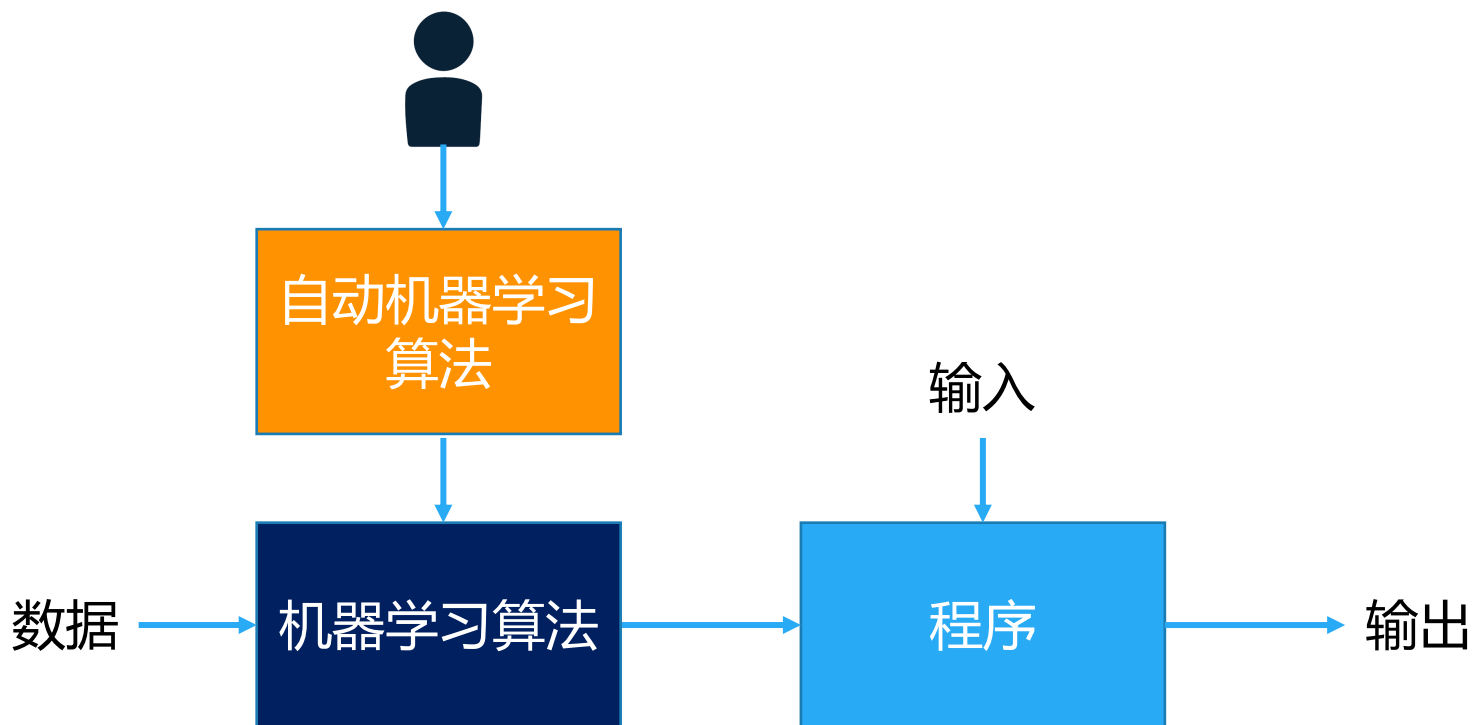 自动机器学习
算法
输入
数据
机器学习算法
程序
输出